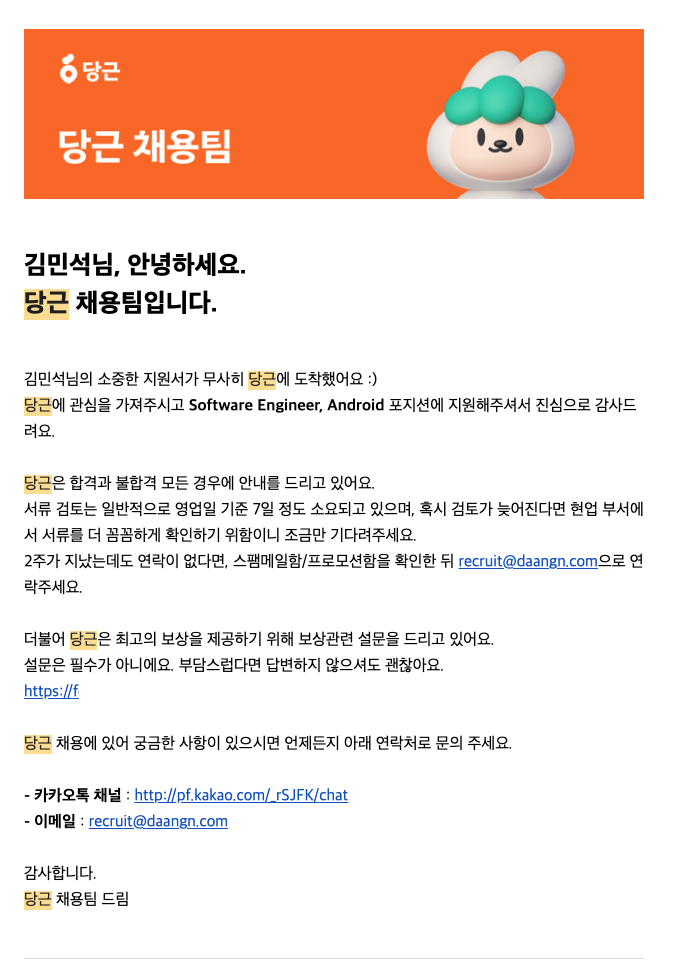 당근
당근 채용팀
김민석님, 안녕하세요.
당근 채용팀입니다.
김민석님의 소중한 지원서가 무사히 당근에 도착했어요 :)
당근에 관심을 가져주시고 Software Engineer, Android 포지션에 지원해주셔서 진심으로 감사드
려요.
당근은 합격과 불합격 모든 경우에 안내를 드리고 있어요.
서류 검토는 일반적으로 영업일 기준 7일 정도 소요되고 있으며, 혹시 검토가 늦어진다면 현업 부서에
서 서류를 더 꼼꼼하게 확인하기 위함이니 조금만 기다려주세요.
2주가 지났는데도 연락이 없다면, 스팸메일함/프로모션함을 확인한 뒤 recruit@daangn.com으로 연
락주세요.
더불어 당근은 최고의 보상을 제공하기 위해 보상관련 설문을 드리고 있어요.
설문은 필수가 아니에요. 부담스럽다면 답변하지 않으셔도 괜찮아요.
https://f
당근 채용에 있어 궁금한 사항이 있으시면 언제든지 아래 연락처로 문의 주세요.
- 카카오톡 채널 : http://pf.kakao.com/_rSJFK/chat
- 이메일 : recruit@daangn.com
감사합니다.
당근 채용팀 드림